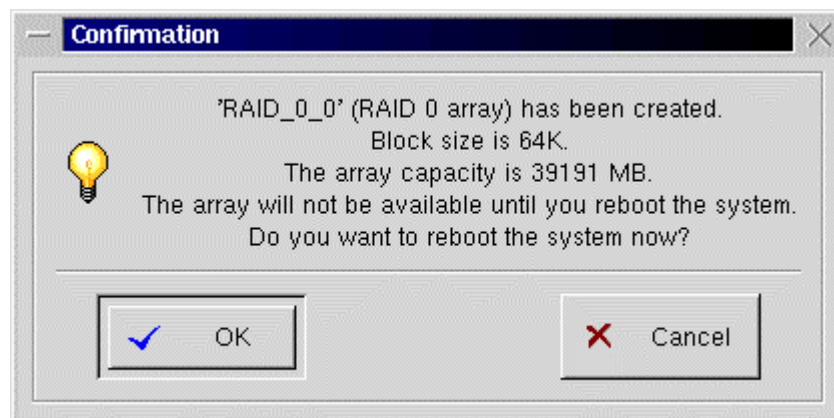 Confirmation
'RAID_0_0' (RAID 0 array) has been created.
Block size is 64K.
The array capacity is 39191 MB.
The array will not be available until you reboot the system.
Do you want to reboot the system now?
OK
Cancel